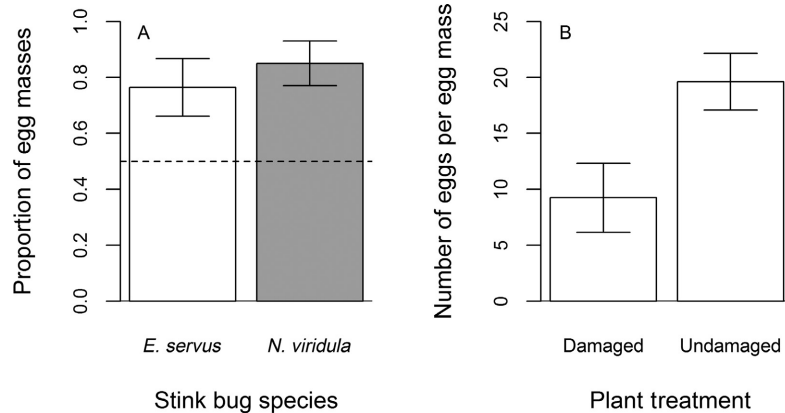 A
Proportion of egg masses
1.0
0.8
0.6
0.4
0.2
0.0
E. servus
N. viridula
Stink bug species
B
Number of eggs per egg mass
25
20
15
10
5
0
Damaged
Undamaged
Plant treatment